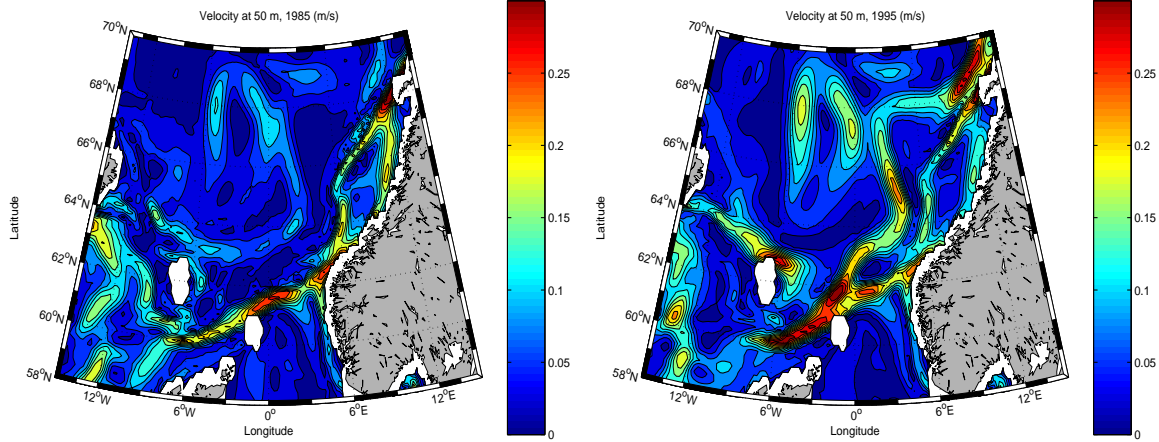 Velocity at 50 m, 1985 (m/s)
70°N
68°N
66°N
64°N
62°N
60°N
58°N
12°W
6°W
0°
6°E
12°E
Latitude
Longitude
0.25
0.2
0.15
0.1
0.05
0
Velocity at 50 m, 1995 (m/s)
70°N
68°N
66°N
64°N
62°N
60°N
58°N
12°W
6°W
0°
6°E
12°E
Latitude
Longitude
0.25
0.2
0.15
0.1
0.05
0